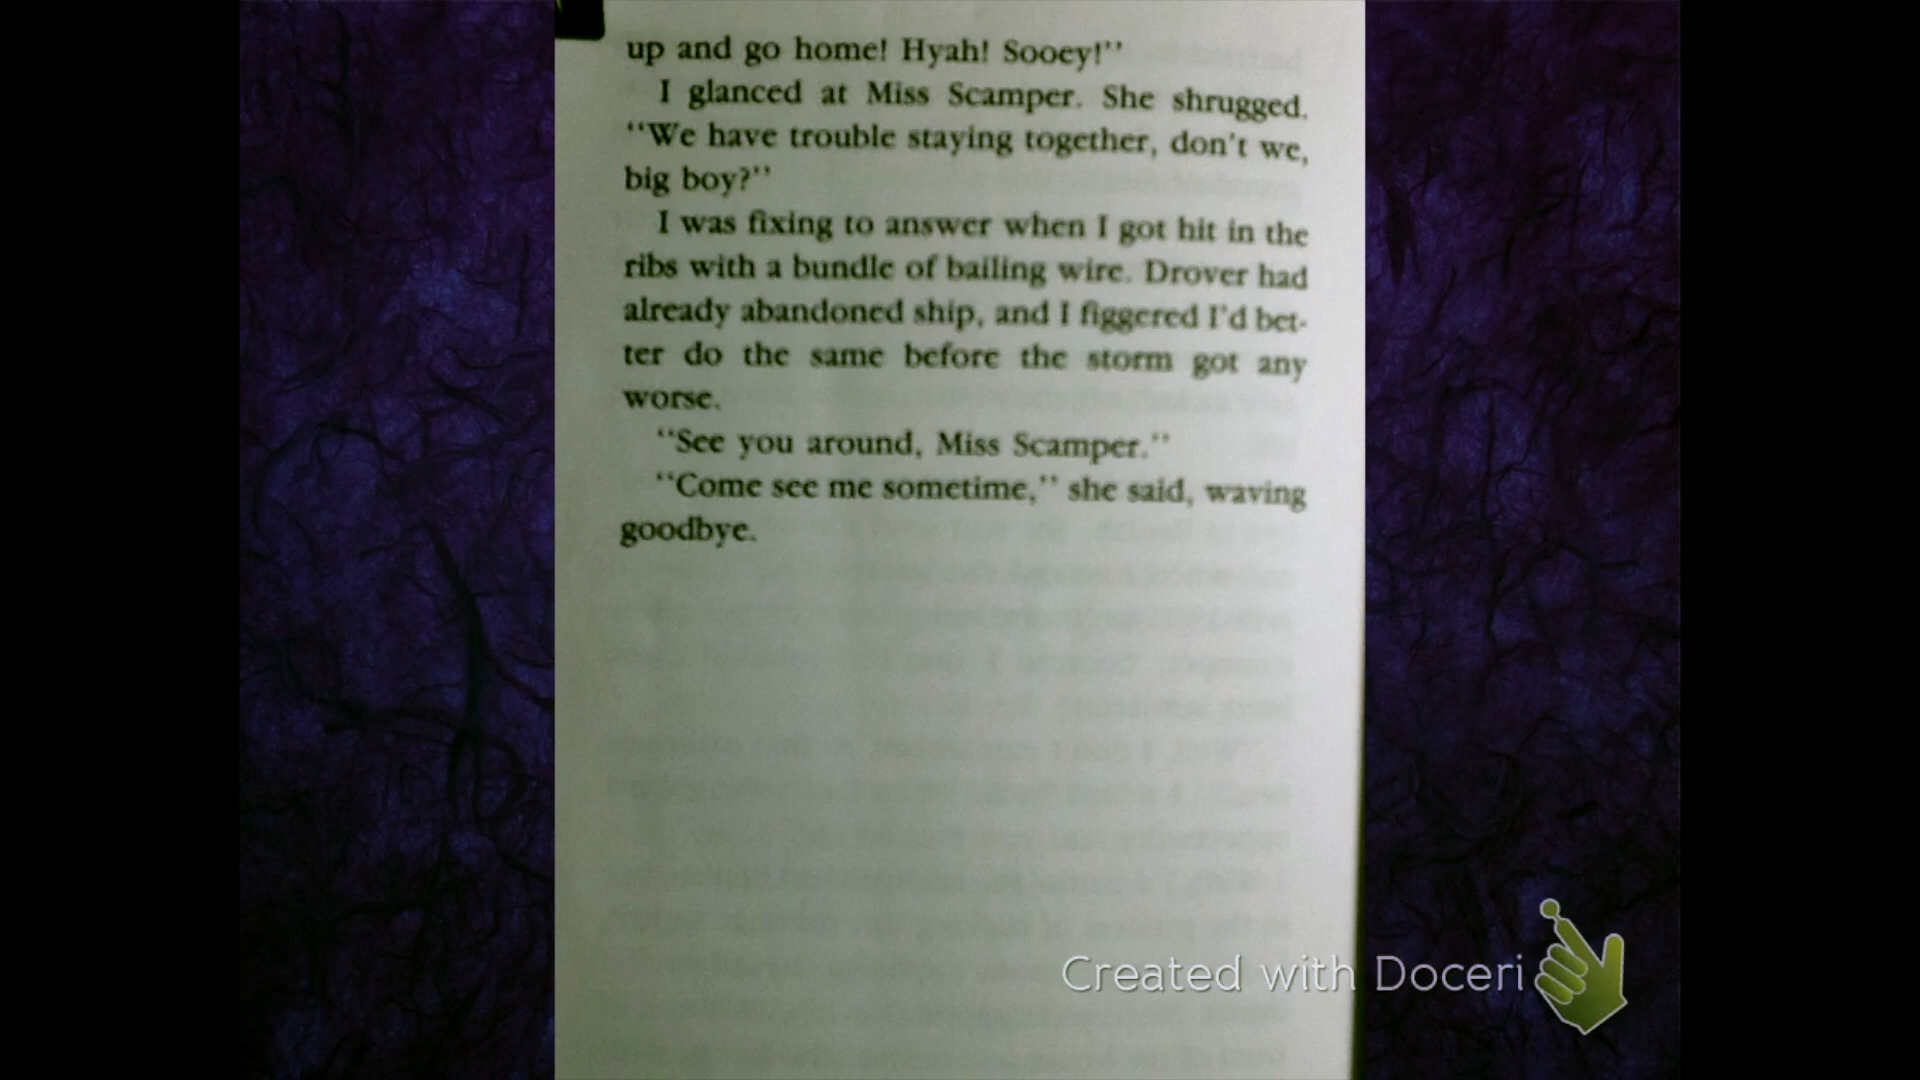 up and go home! Hyah! Sooey!''
I glanced at Miss Scamper. She shrugged.
‘‘We have trouble staying together, don't we,
big boy?''
I was fixing to answer when I got hit in the
ribs with a bundle of bailing wire. Drover had
already abandoned ship, and I figgered I'd bet-
ter do the same before the storm got any
worse.
‘‘See you around, Miss Scamper.''
‘‘Come see me sometime,'' she said, waving
goodbye.
Created with Doceri